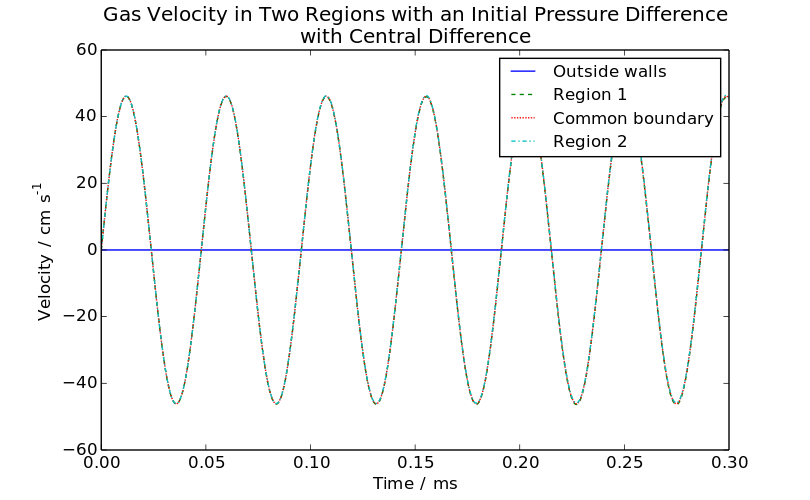 Gas Velocity in Two Regions with an Initial Pressure Difference
with Central Difference
60
40
20
0
−20
−40
−60
Velocity / cm s-1
Outside walls
Region 1
Common boundary
Region 2
0.00 0.05 0.10 0.15 0.20 0.25 0.30
Time / ms